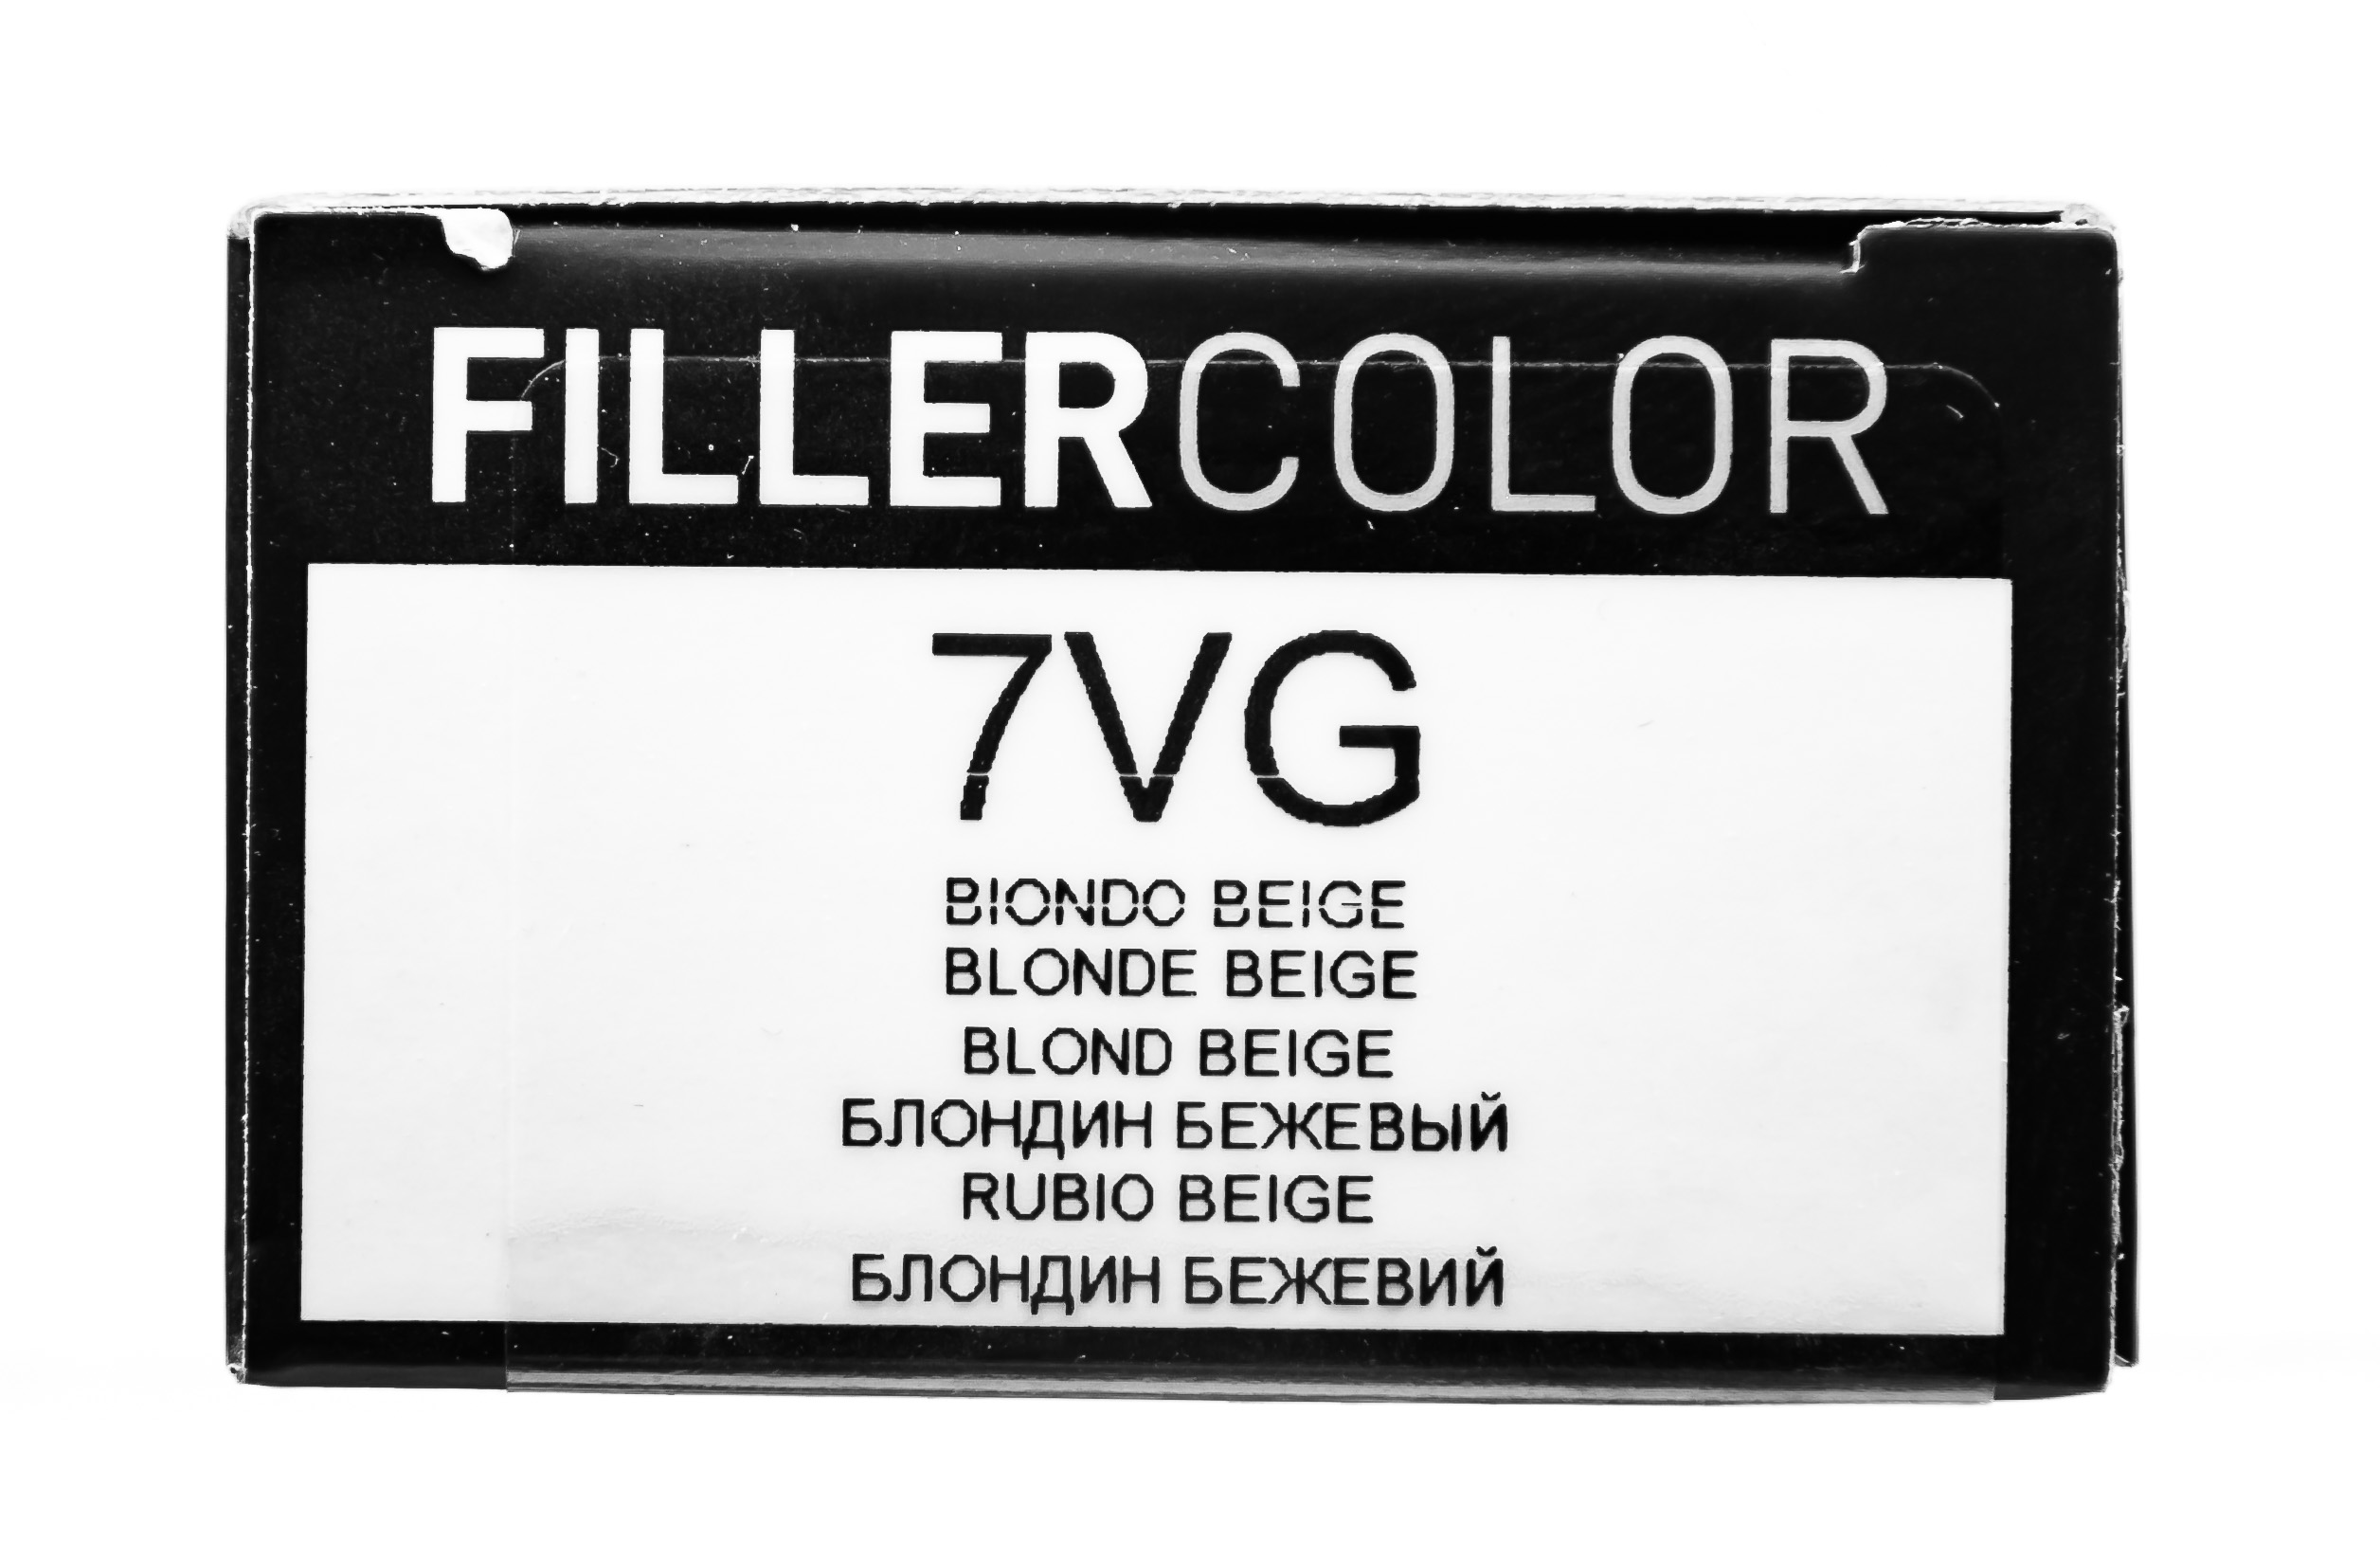 FILLERCOLOR
7VG
BIONDO BEIGE
BLONDE BEIGE
BLOND BEIGE
БЛОНДИН БЕЖЕВЫЙ
RUBIO BEIGE
БЛОНДИН БЕЖЕВИЙ